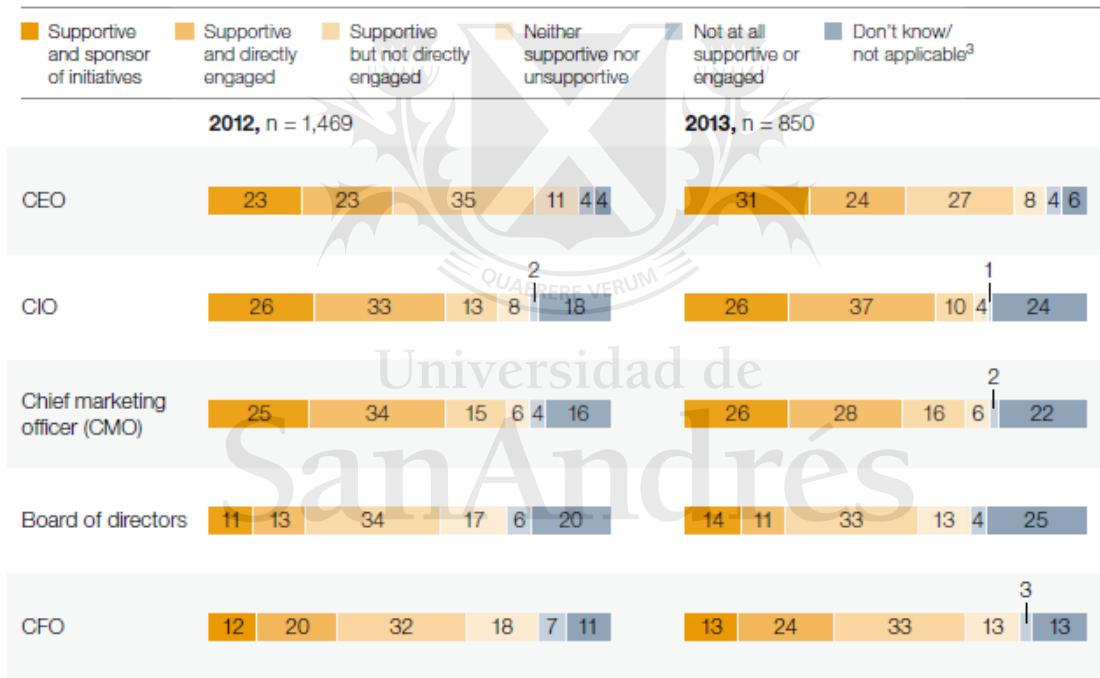 Supportive and sponsor of initiatives
Supportive and directly engaged
Supportive but not directly engaged
Neither supportive nor unsupportive
Not at all supportive or engaged
Don't know/ not applicable³
2012, n = 1,469
2013, n = 850
CEO
23 23 35 11 4 4
31 24 27 8 4 6
CIO
26 33 13 8 2 18
26 37 10 4 1 24
Chief marketing officer (CMO)
25 34 15 6 4 16
26 28 16 6 2 22
Board of directors
11 13 34 17 6 20
14 11 33 13 4 25
CFO
12 20 32 18 7 11
13 24 33 13 3 13
QUAERERE VERUM
Universidad de
SanAndrés